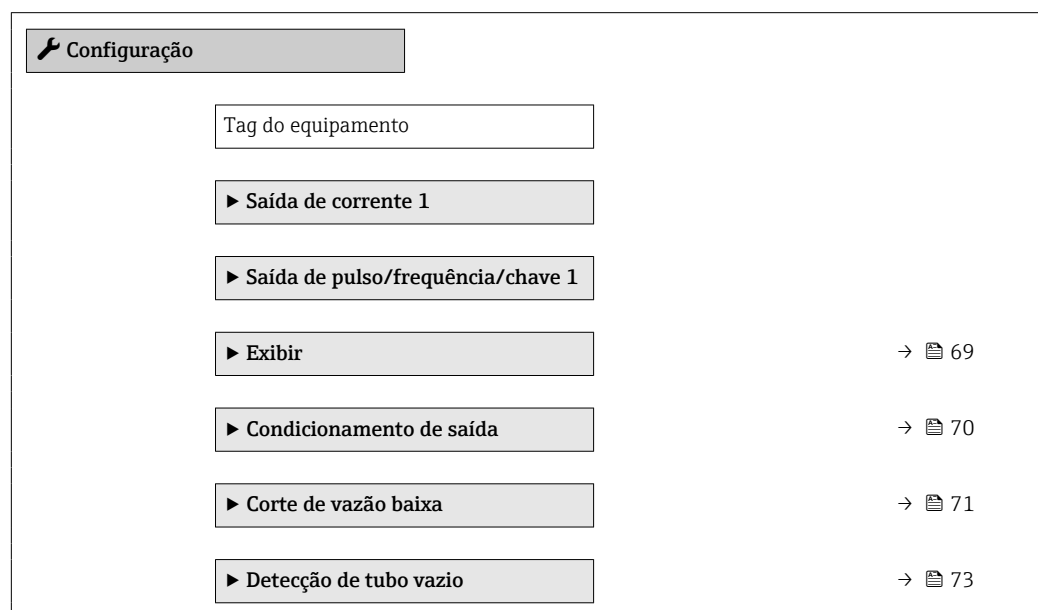 Configuração
Tag do equipamento
▶ Saída de corrente 1
▶ Saída de pulso/frequência/chave 1
▶ Exibir → 69
▶ Condicionamento de saída → 70
▶ Corte de vazão baixa → 71
▶ Detecção de tubo vazio → 73